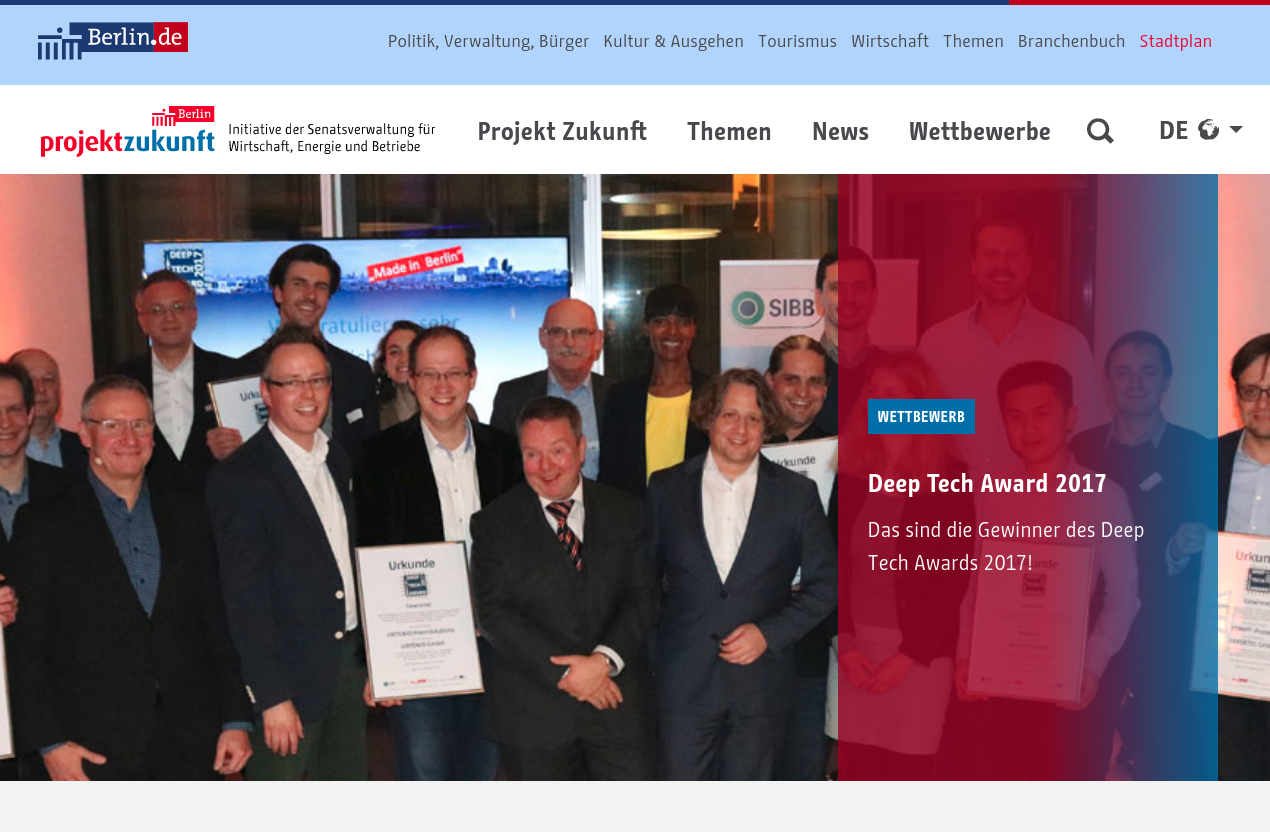 Berlin.de
Politik, Verwaltung, Bürger Kultur & Ausgehen Tourismus Wirtschaft Themen Branchenbuch Stadtplan
Berlin
projektzukunft
Initiative der Senatsverwaltung für
Wirtschaft, Energie und Betriebe
Projekt Zukunft Themen News Wettbewerbe DE
DEEP
TECH
AWARD
2017
„Made in Berlin“
SIBB
WETTBEWERB
Deep Tech Award 2017
Das sind die Gewinner des Deep
Tech Awards 2017!
Urkunde
Urkunde